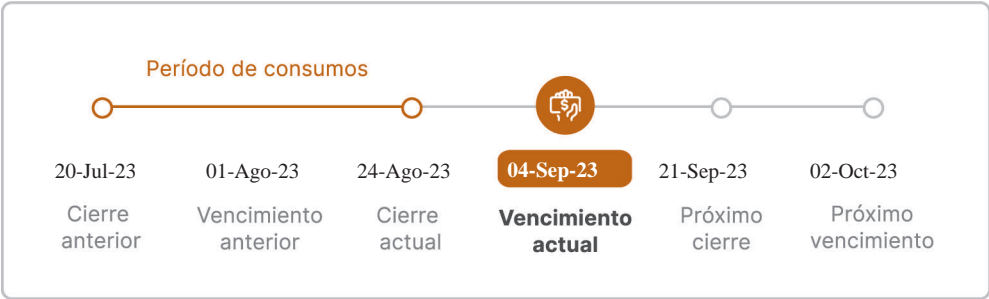 Período de consumos
20-Jul-23
01-Ago-23
24-Ago-23
04-Sep-23
21-Sep-23
02-Oct-23
Cierre
anterior
Vencimiento
anterior
Cierre
actual
Vencimiento
actual
Próximo
cierre
Próximo
vencimiento